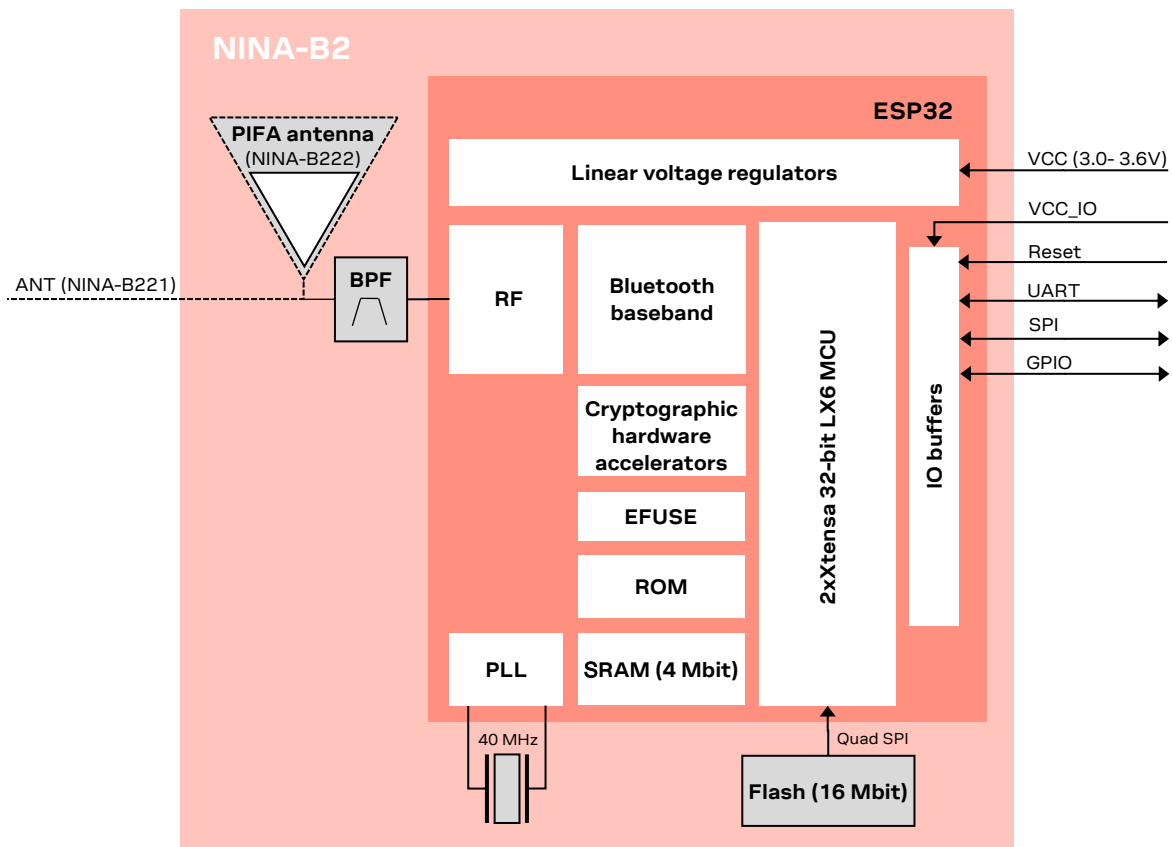 NINA-B2
ESP32
PIFA antenna
(NINA-B222)
Linear voltage regulators
VCC (3.0- 3.6V)
VCC_IO
Reset
UART
SPI
GPIO
ANT (NINA-B221)
BPF
RF
Bluetooth
baseband
Cryptographic
hardware
accelerators
EFUSE
ROM
PLL
SRAM (4 Mbit)
2xXtensa 32-bit LX6 MCU
IO buffers
40 MHz
Quad SPI
Flash (16 Mbit)